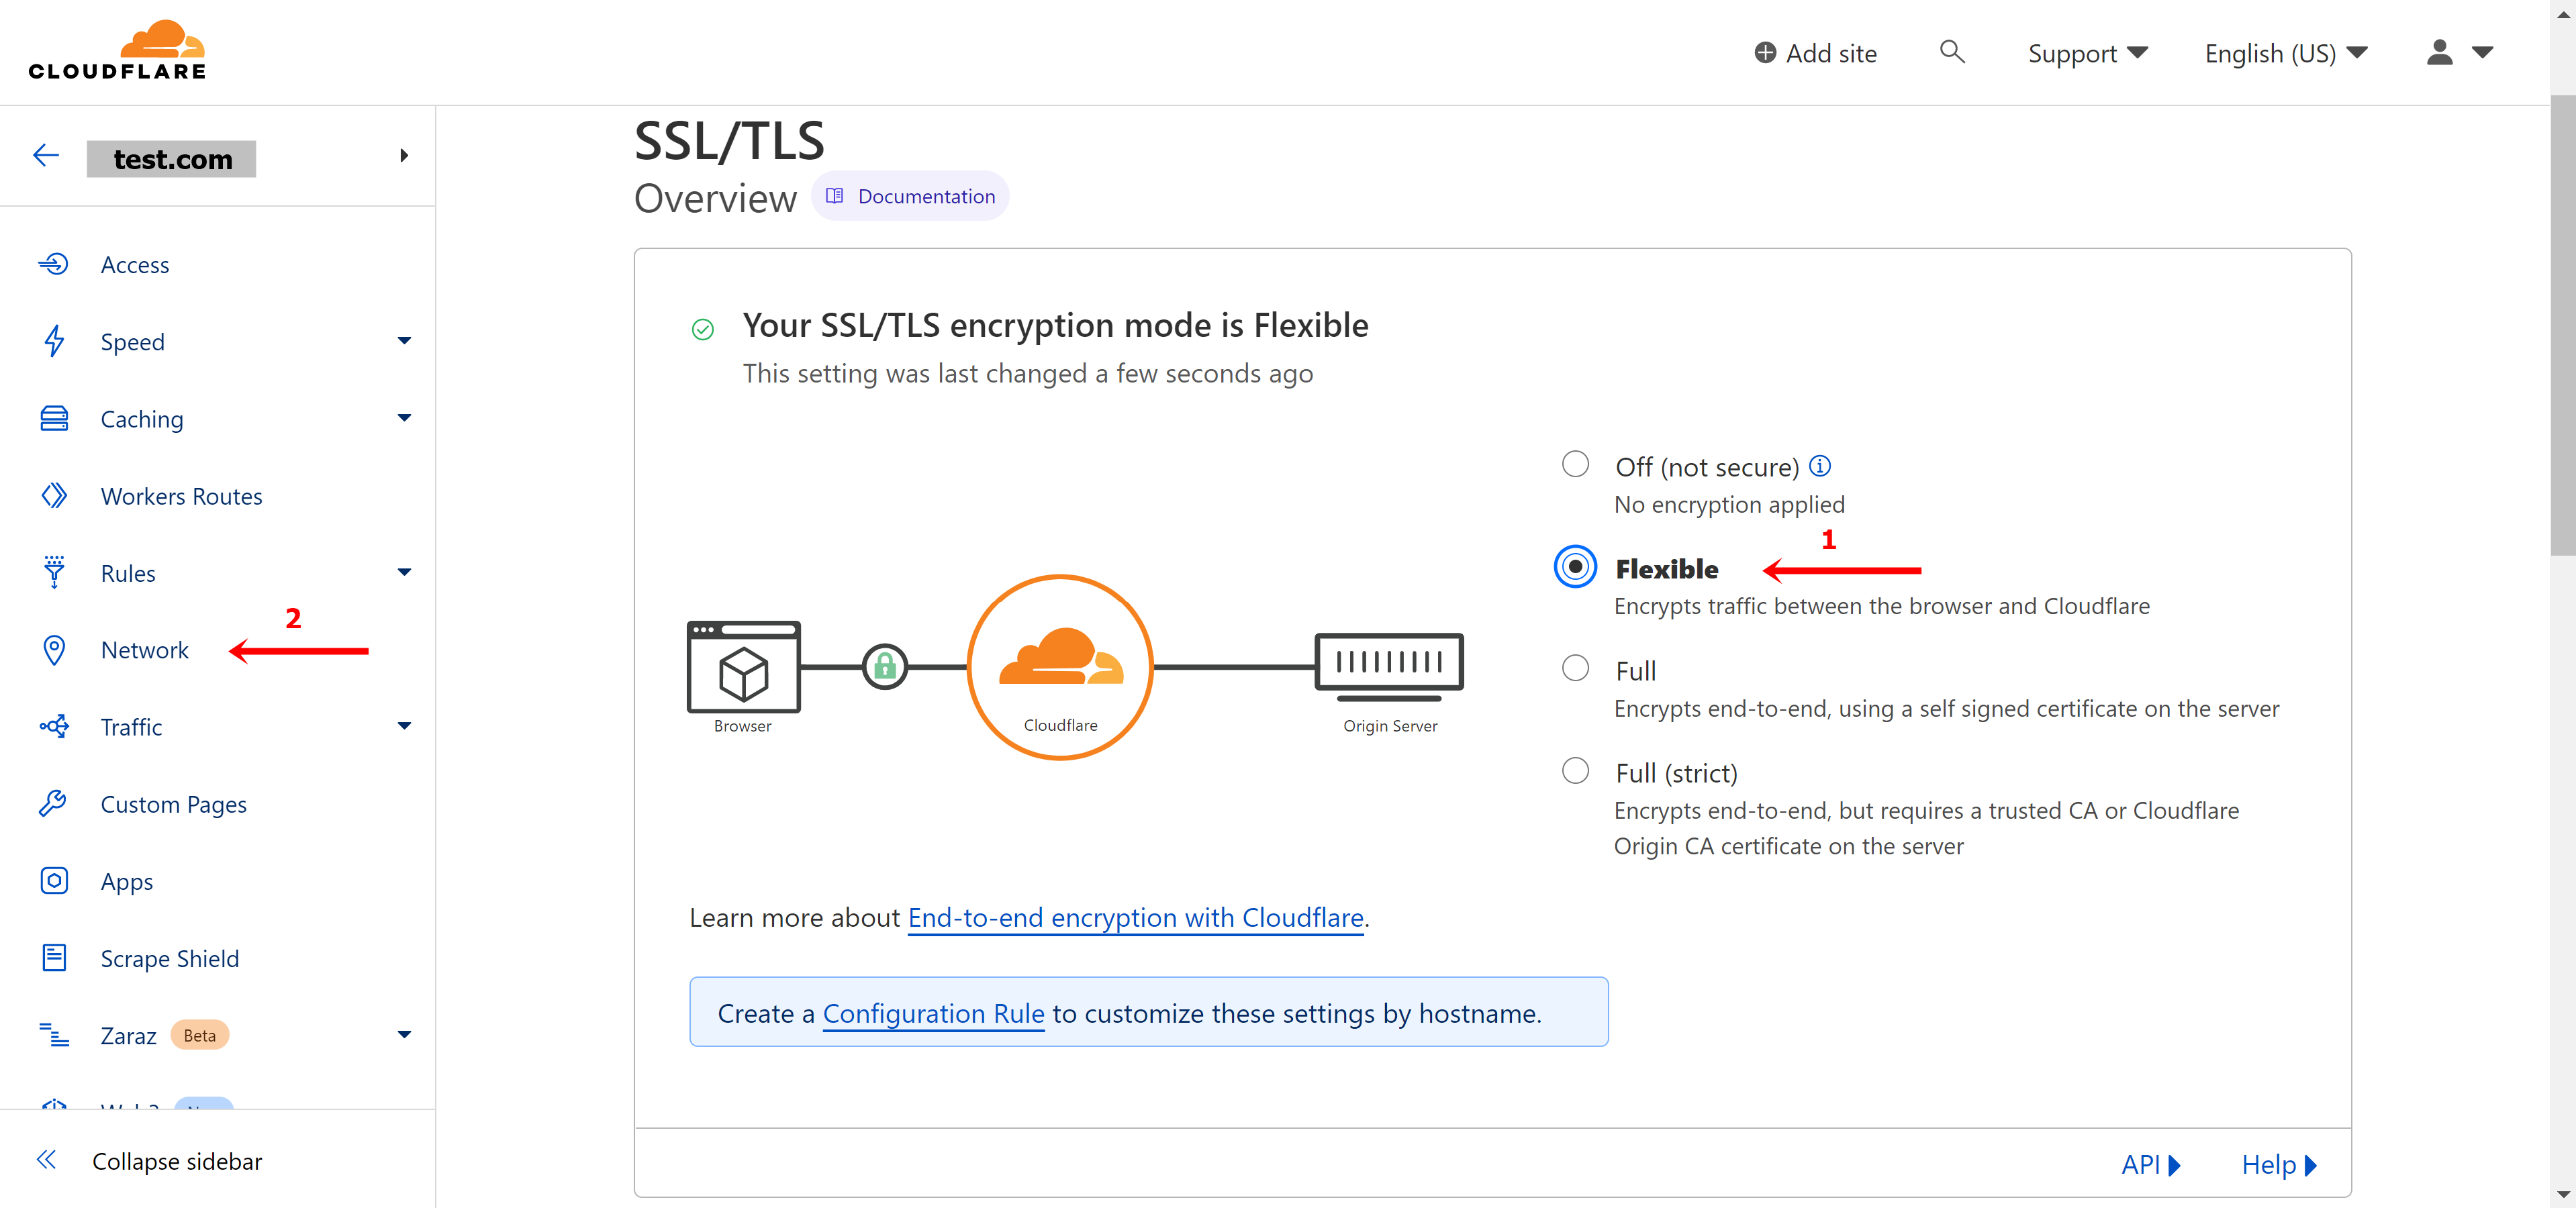 CLOUDFLARE
Add site
Support
English (US)
test.com
Access
Speed
Caching
Workers Routes
Rules
2
Network
Traffic
Custom Pages
Apps
Scrape Shield
Zaraz Beta
Collapse sidebar
SSL/TLS
Overview
Documentation
Your SSL/TLS encryption mode is Flexible
This setting was last changed a few seconds ago
Browser
Cloudflare
Origin Server
Off (not secure)
No encryption applied
1
Flexible
Encrypts traffic between the browser and Cloudflare
Full
Encrypts end-to-end, using a self signed certificate on the server
Full (strict)
Encrypts end-to-end, but requires a trusted CA or Cloudflare
Origin CA certificate on the server
Learn more about End-to-end encryption with Cloudflare.
Create a Configuration Rule to customize these settings by hostname.
API
Help